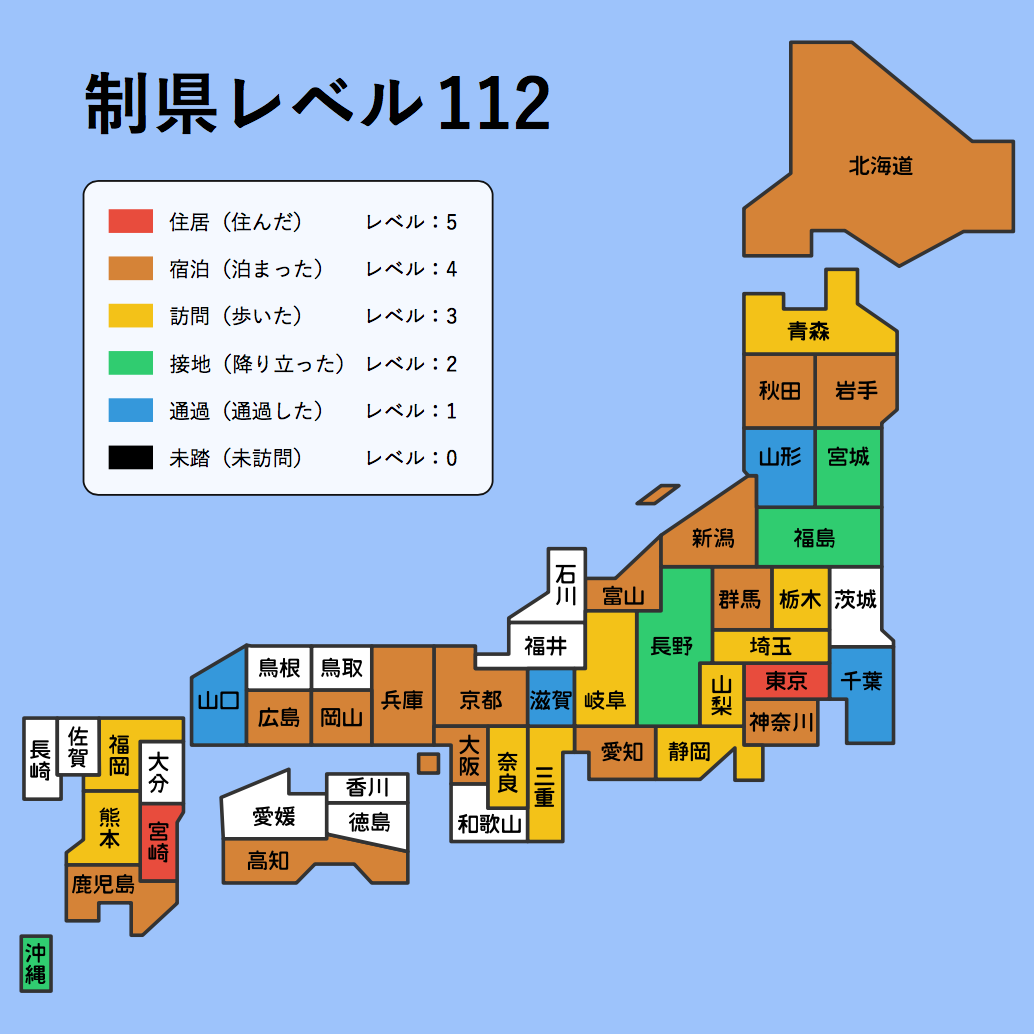 制県レベル112
住居（住んだ） レベル：5
宿泊（泊まった） レベル：4
訪問（歩いた） レベル：3
接地（降り立った） レベル：2
通過（通過した） レベル：1
未踏（未訪問） レベル：0
北海道
青森
秋田
岩手
山形
宮城
新潟
福島
石川
富山
群馬
栃木
茨城
福井
長野
埼玉
鳥根
鳥取
兵庫
京都
滋賀
岐阜
山梨
東京
千葉
山口
広島
岡山
神奈川
長崎
佐賀
福岡
大分
大阪
奈良
三重
愛知
静岡
香川
愛媛
徳島
和歌山
熊本
宮崎
高知
鹿児島
沖縄